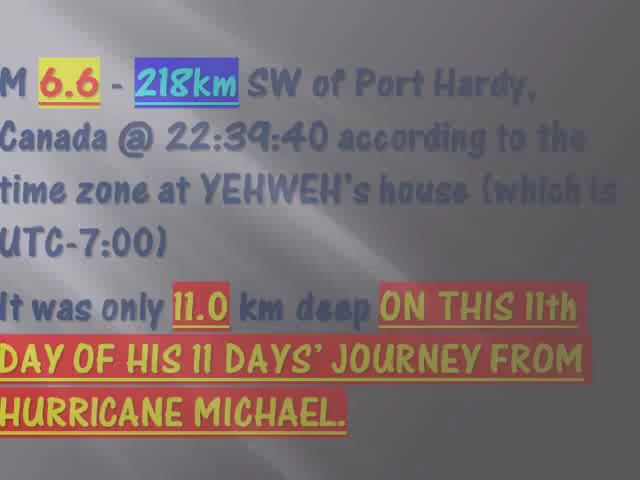 M 6.6 - 218km SW of Port Hardy,
Canada @ 22:39:40 according to the
time zone at YEHWEH's house (which is
UTC-7:00)
It was only 11.0 km deep ON THIS 11th
DAY OF HIS 11 DAYS' JOURNEY FROM
HURRICANE MICHAEL.